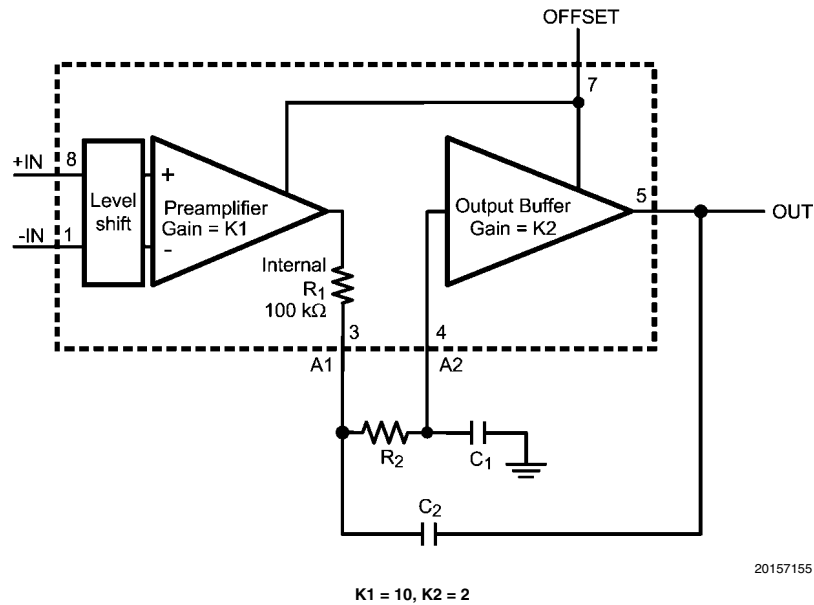 OFFSET
7
+IN
8
+
Level
shift
Preamplifier
Gain = K1
-IN
1
-
Output Buffer
Gain = K2
5
OUT
Internal
R1
100 kΩ
3
4
A1
A2
R2
C1
C2
20157155
K1 = 10, K2 = 2